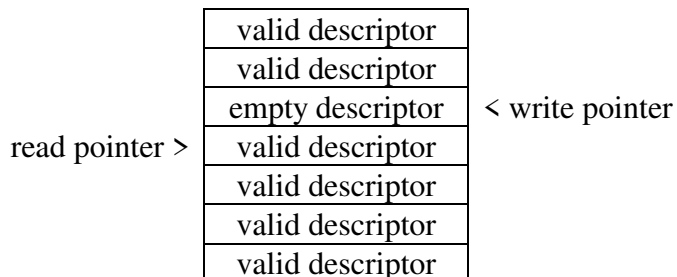 valid descriptor
valid descriptor
empty descriptor < write pointer
read pointer > valid descriptor
valid descriptor
valid descriptor
valid descriptor